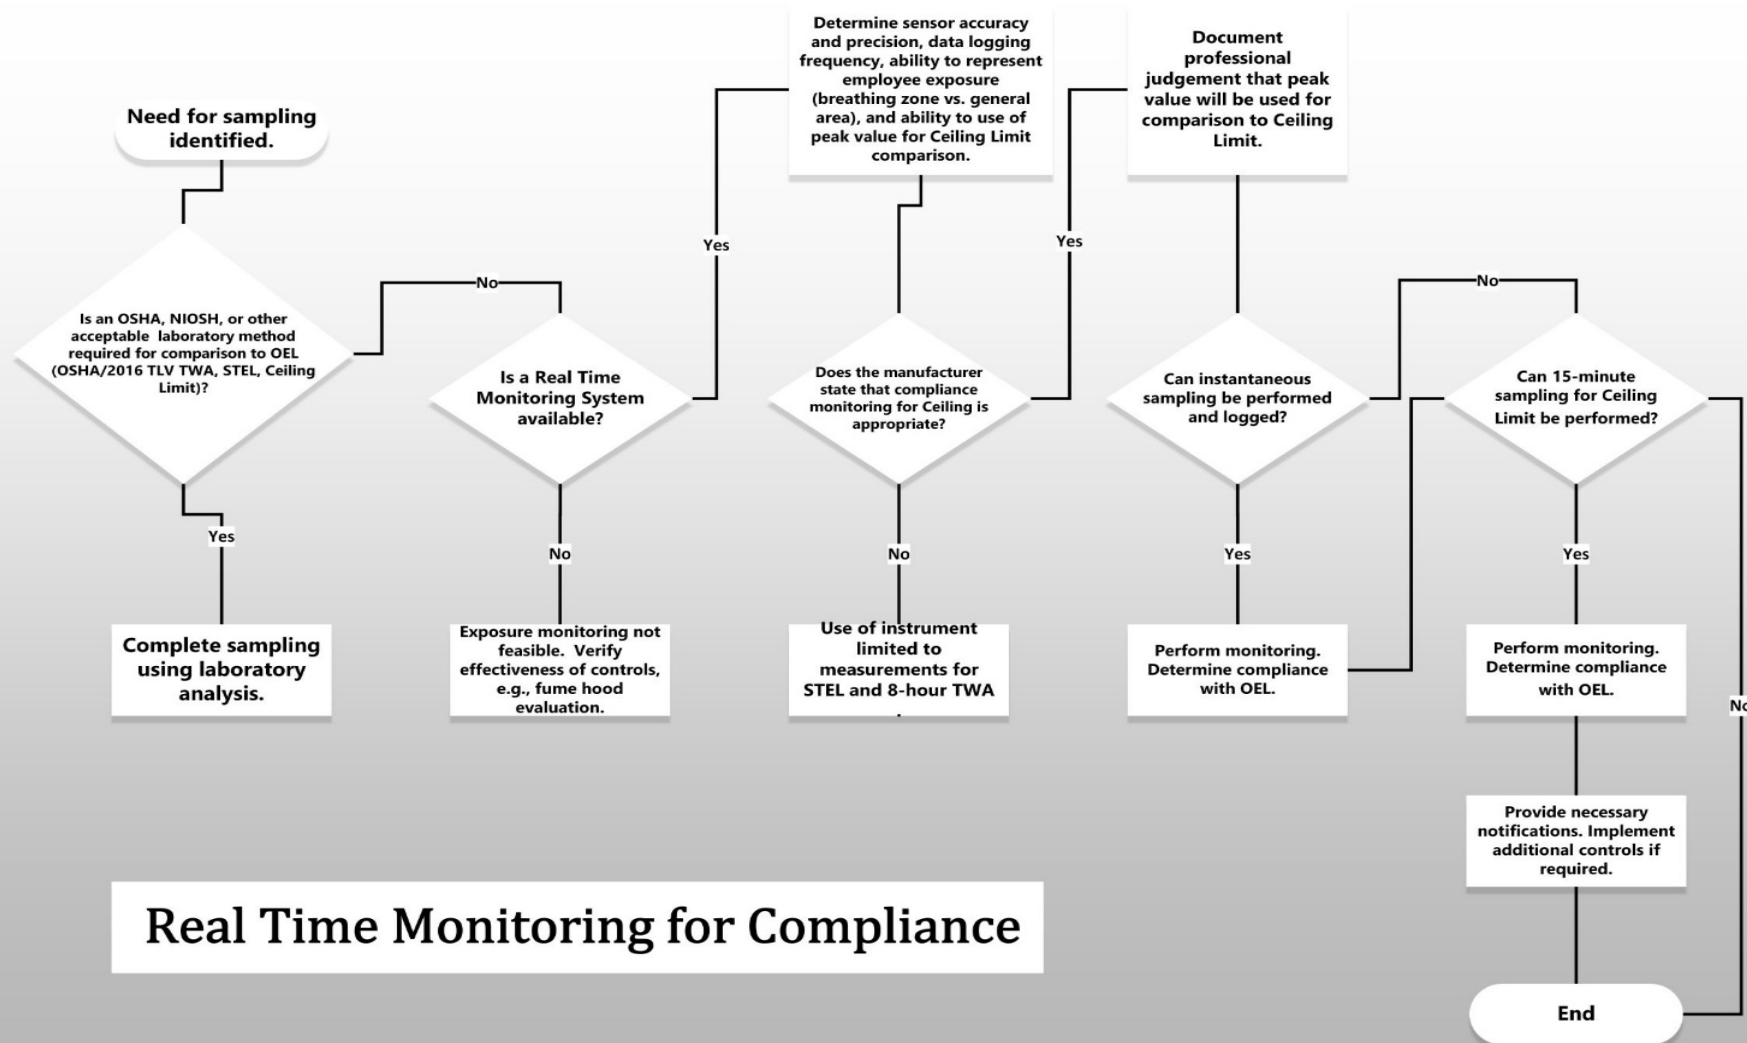 Need for sampling
identified.
Is an OSHA, NIOSH, or other
acceptable laboratory method
required for comparison to OEL
(OSHA/2016 TLV TWA, STEL, Ceiling
Limit)?
Yes
Complete sampling
using laboratory
analysis.
No
Is a Real Time
Monitoring System
available?
No
Exposure monitoring not
feasible. Verify
effectiveness of controls,
e.g., fume hood
evaluation.
Yes
Determine sensor accuracy
and precision, data logging
frequency, ability to represent
employee exposure
(breathing zone vs. general
area), and ability to use of
peak value for Ceiling Limit
comparison.
Does the manufacturer
state that compliance
monitoring for Ceiling is
appropriate?
No
Use of instrument
limited to
measurements for
STEL and 8-hour TWA
.
Yes
Document
professional
judgement that peak
value will be used for
comparison to Ceiling
Limit.
Can instantaneous
sampling be performed
and logged?
Yes
Perform monitoring.
Determine compliance
with OEL.
No
Can 15-minute
sampling for Ceiling
Limit be performed?
Yes
Perform monitoring.
Determine compliance
with OEL.
No
Provide necessary
notifications. Implement
additional controls if
required.
End
Real Time Monitoring for Compliance